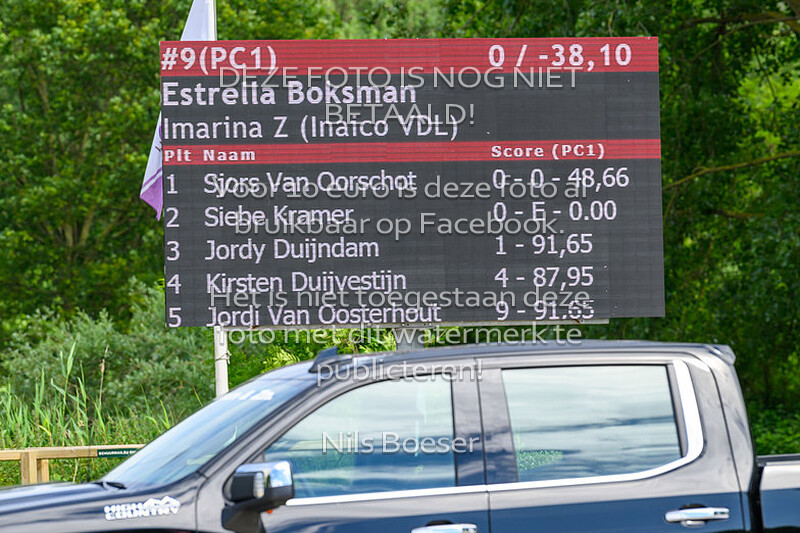 #9(PC1) 0 / -38,10
DEZE FOTO IS NOG NIET
Estrella Boksman
BETAALD!
Imarina Z (Inaico VDL)
Plt Naam Score (PC1)
1 Sjors Van Oorschot 0 - 0 - 48,66
Voor 10 euro is deze foto al
2 Siebe Kramer 0 - E - 0.00
bruikbaar op Facebook.
3 Jordy Duijndam 1 - 91,65
4 Kirsten Duijvestijn 4 - 87,95
Het is niet toegestaan deze
5 Jordi Van Oosterhout 9 - 91.65
foto met dit watermerk te
publiceren!
Nils Boeser
HIGH COUNTRY